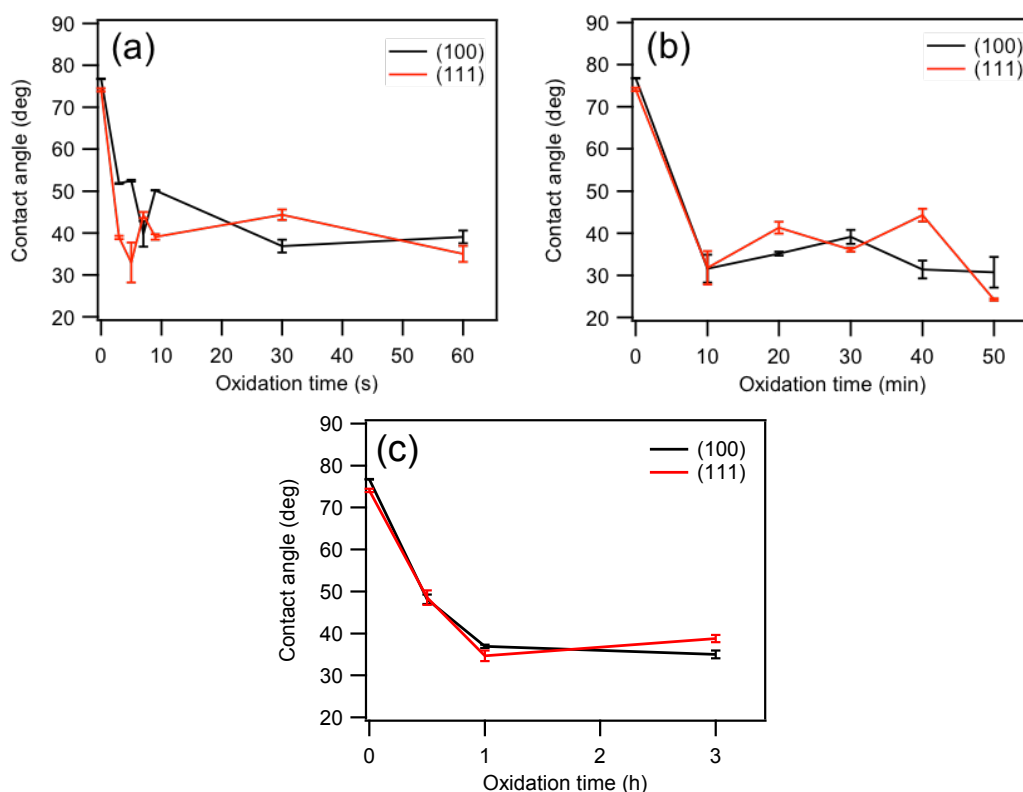 (a)
(100)
(111)
90
80
70
60
50
40
30
20
Contact angle (deg)
0 10 20 30 40 50 60
Oxidation time (s)
(b)
(100)
(111)
90
80
70
60
50
40
30
20
Contact angle (deg)
0 10 20 30 40 50
Oxidation time (min)
(c)
(100)
(111)
90
80
70
60
50
40
30
20
Contact angle (deg)
0 1 2 3
Oxidation time (h)